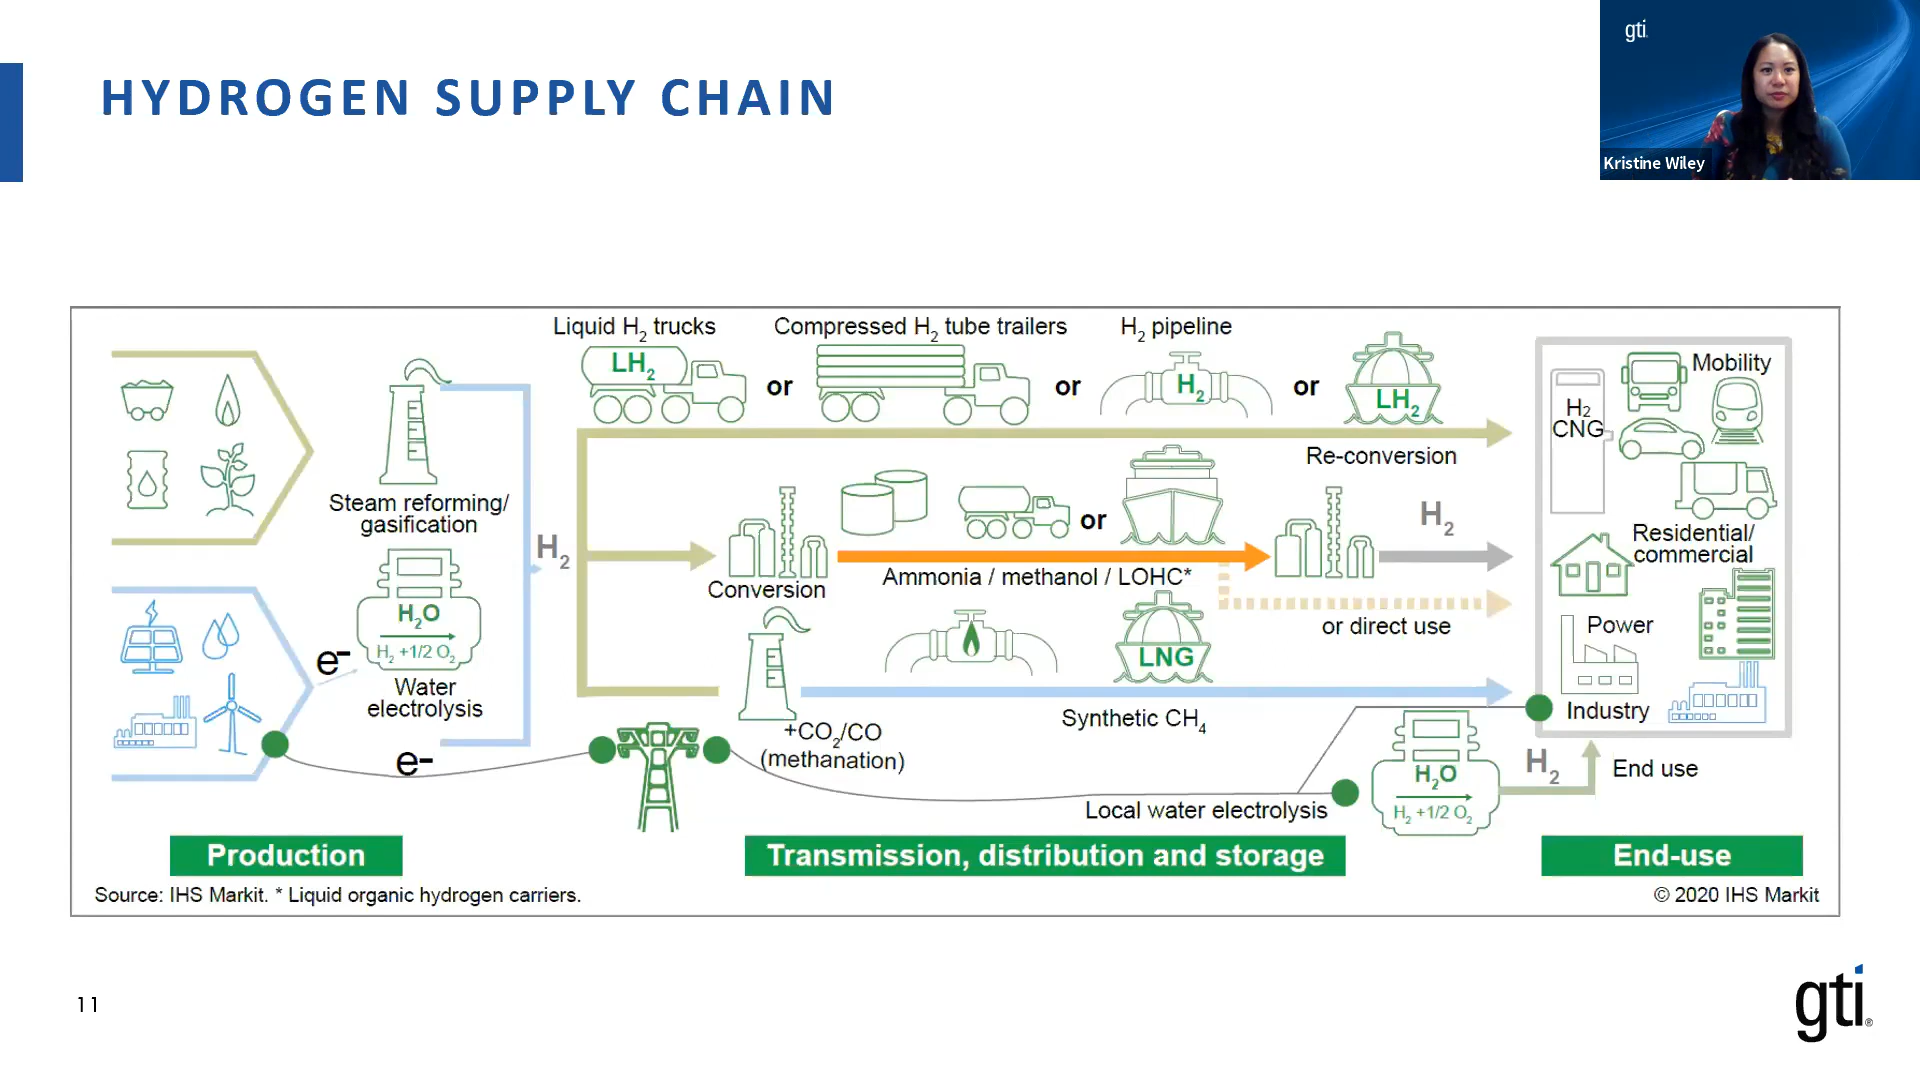 HYDROGEN SUPPLY CHAIN
gti
Kristine Wiley
Liquid H2 trucks
Compressed H2 tube trailers
H2 pipeline
LH2
or
or
H2
or
LH2
Mobility
H2
CNG
Re-conversion
Steam reforming/
gasification
H2
or
H2
Residential/
commercial
Conversion
Ammonia / methanol / LOHC*
or direct use
H2O
H2 +1/2 O2
e-
Water
electrolysis
LNG
Power
Industry
Synthetic CH4
+CO2/CO
(methanation)
e-
H2O
H2 +1/2 O2
H2
End use
Local water electrolysis
Production
Transmission, distribution and storage
End-use
Source: IHS Markit. * Liquid organic hydrogen carriers.
© 2020 IHS Markit
11
gti®